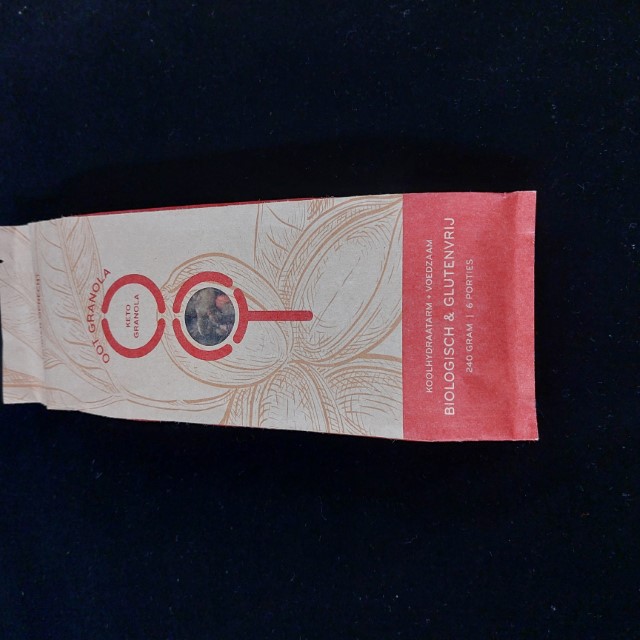 OOT GRANOLA
KETO
GRANOLA
KOOLHYDRAATARM + VOEDZAAM
BIOLOGISCH & GLUTENVRIJ
240 GRAM | 6 PORTIES